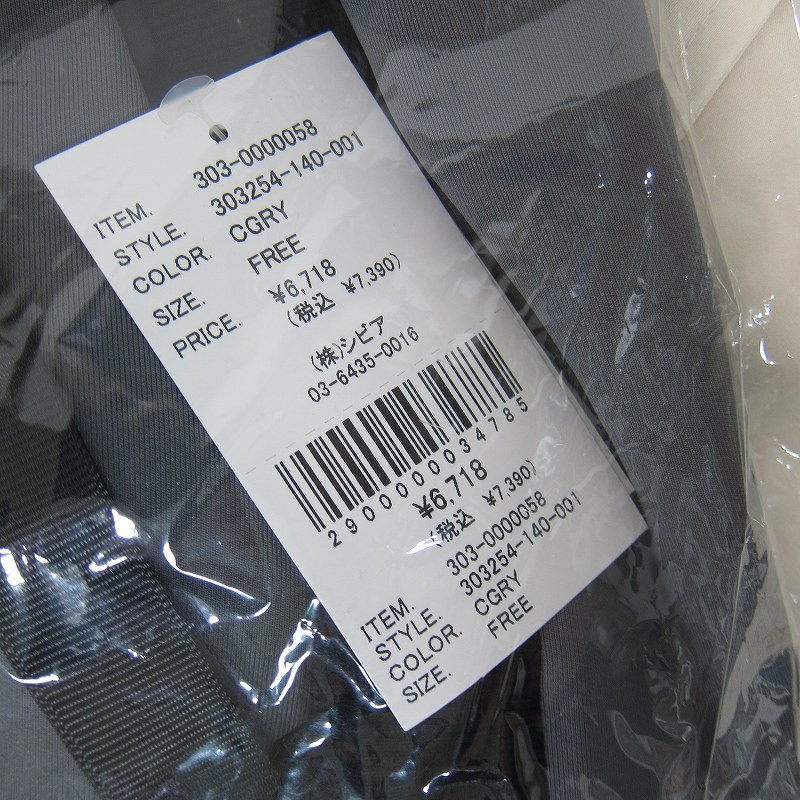 ITEM. 303-0000058
STYLE. 303254-140-001
COLOR. CGRY
SIZE. FREE
PRICE. ¥6,718
(税込 ¥7,390)
(株)シビア
03-6435-0016
2900000034785
¥6,718
(税込 ¥7,390)
ITEM. 303-0000058
STYLE. 303254-140-001
COLOR. CGRY
SIZE. FREE